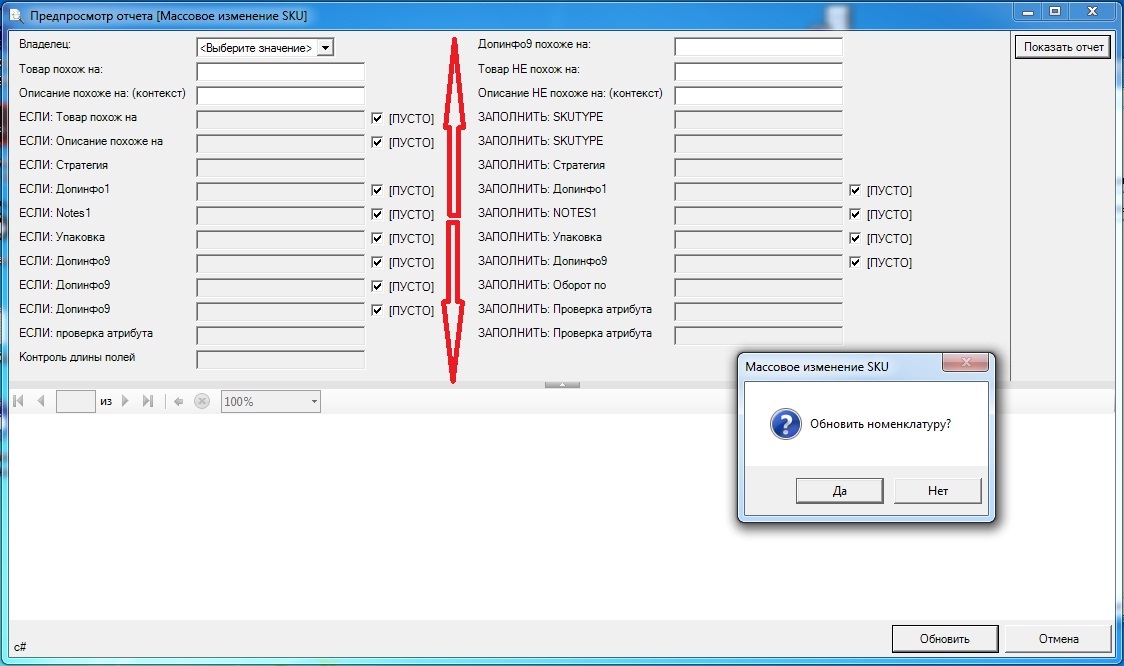 Предпросмотр отчета [Массовое изменение SKU]
Владелец: <Выберите значение> Допинфо9 похоже на: Показать отчет
Товар похож на: Товар НЕ похож на:
Описание похоже на: (контекст) Описание НЕ похоже на: (контекст)
ЕСЛИ: Товар похож на [ПУСТО] ЗАПОЛНИТЬ: SKUTYPE
ЕСЛИ: Описание похоже на [ПУСТО] ЗАПОЛНИТЬ: SKUTYPE
ЕСЛИ: Стратегия ЗАПОЛНИТЬ: Стратегия
ЕСЛИ: Допинфо1 [ПУСТО] ЗАПОЛНИТЬ: Допинфо1 [ПУСТО]
ЕСЛИ: Notes1 [ПУСТО] ЗАПОЛНИТЬ: NOTES1 [ПУСТО]
ЕСЛИ: Упаковка [ПУСТО] ЗАПОЛНИТЬ: Упаковка [ПУСТО]
ЕСЛИ: Допинфо9 [ПУСТО] ЗАПОЛНИТЬ: Допинфо9 [ПУСТО]
ЕСЛИ: Допинфо9 [ПУСТО] ЗАПОЛНИТЬ: Оборот по
ЕСЛИ: Допинфо9 [ПУСТО] ЗАПОЛНИТЬ: Проверка атрибута
ЕСЛИ: проверка атрибута ЗАПОЛНИТЬ: Проверка атрибута
Контроль длины полей
из 100%
Массовое изменение SKU
Обновить номенклатуру?
Да Нет
c# Обновить Отмена